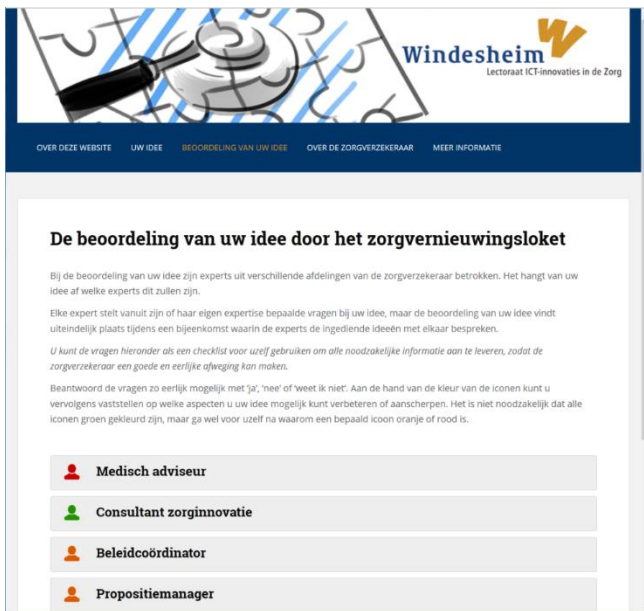 Windesheim
Lectoraat ICT-innovaties in de Zorg
OVER DEZE WEBSITE UW IDEE BEOORDELING VAN UW IDEE OVER DE ZORGVERZEKERAAR MEER INFORMATIE
De beoordeling van uw idee door het zorgvernieuwingsloket
Bij de beoordeling van uw idee zijn experts uit verschillende afdelingen van de zorgverzekeraar betrokken. Het hangt van uw
idee af welke experts dit zullen zijn.
Elke expert stelt vanuit zijn of haar eigen expertise bepaalde vragen bij uw idee, maar de beoordeling van uw idee vindt
uiteindelijk plaats tijdens een bijeenkomst waarin de experts de ingediende ideeën met elkaar bespreken.
U kunt de vragen hieronder als een checklist voor uzelf gebruiken om alle noodzakelijke informatie aan te leveren, zodat de
zorgverzekeraar een goede en eerlijke afweging kan maken.
Beantwoord de vragen zo eerlijk mogelijk met 'ja', 'nee' of 'weet ik niet'. Aan de hand van de kleur van de iconen kunt u
vervolgens vaststellen op welke aspecten u uw idee mogelijk kunt verbeteren of aanscherpen. Het is niet noodzakelijk dat alle
iconen groen gekleurd zijn, maar ga wel voor uzelf na waarom een bepaald icoon oranje of rood is.
Medisch adviseur
Consultant zorginnovatie
Beleidcoördinator
Propositiemanager